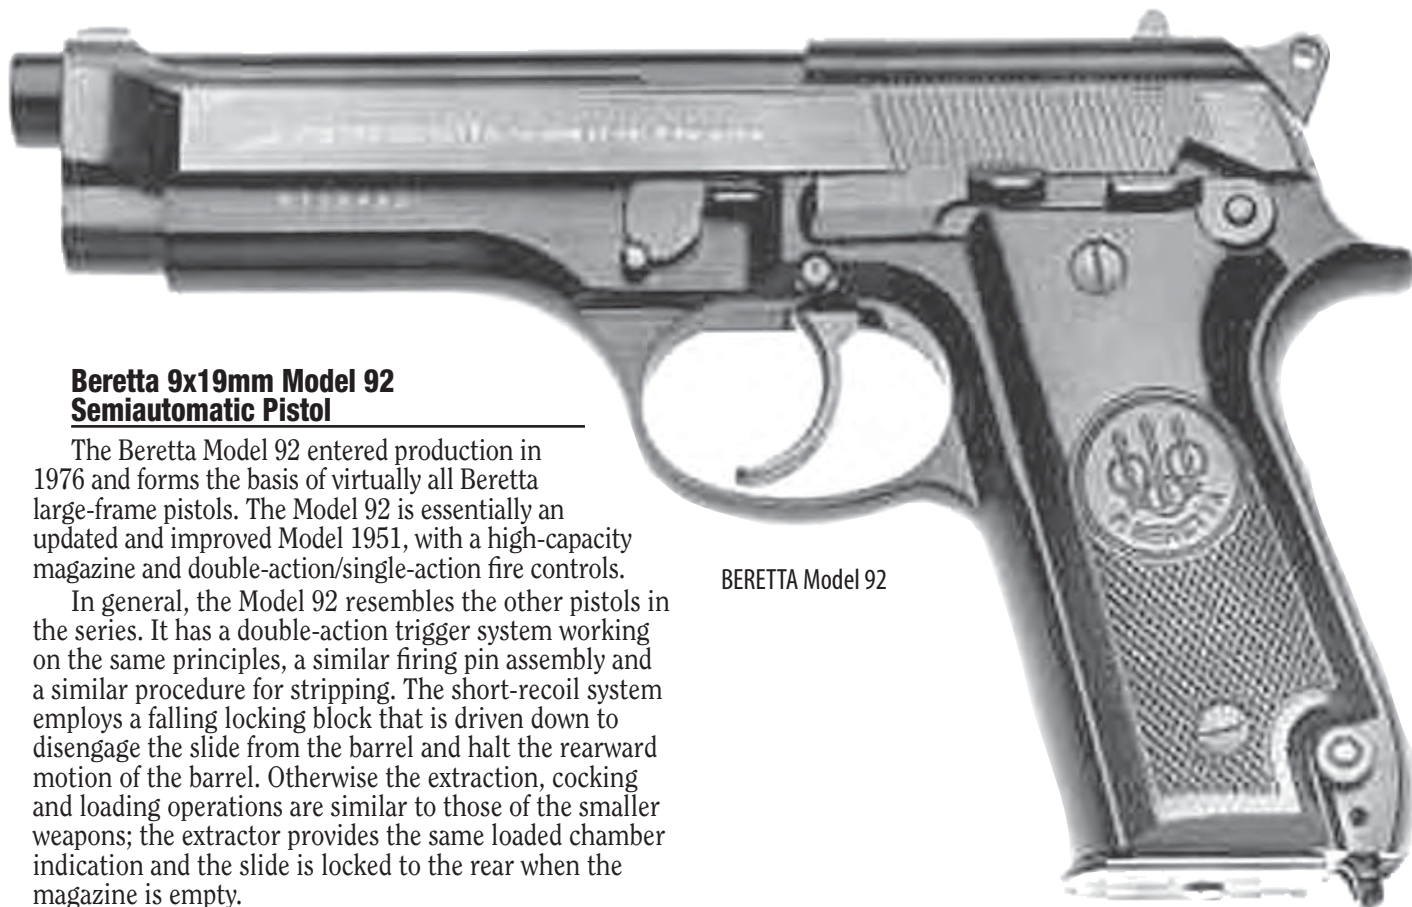 Beretta 9x19mm Model 92
Semiautomatic Pistol
The Beretta Model 92 entered production in
1976 and forms the basis of virtually all Beretta
large-frame pistols. The Model 92 is essentially an
updated and improved Model 1951, with a high-capacity
magazine and double-action/single-action fire controls.
In general, the Model 92 resembles the other pistols in
the series. It has a double-action trigger system working
on the same principles, a similar firing pin assembly and
a similar procedure for stripping. The short-recoil system
employs a falling locking block that is driven down to
disengage the slide from the barrel and halt the rearward
motion of the barrel. Otherwise the extraction, cocking
and loading operations are similar to those of the smaller
weapons; the extractor provides the same loaded chamber
indication and the slide is locked to the rear when the
magazine is empty.
BERETTA Model 92